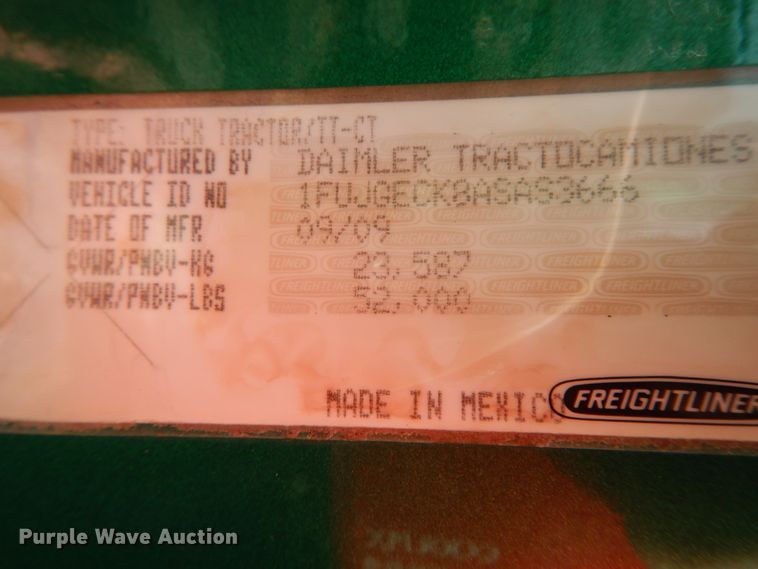 TYPE: TRUCK TRACTOR/TT-CT
MANUFACTURED BY DAIMLER TRACTOCAMIONES
VEHICLE ID NO 1FUJGECK8ASAS3666
DATE OF MFR 09/09
GVWR/PNBV-KG 23,587
GVWR/PNBV-LBS 52,000
MADE IN MEXICO
FREIGHTLINER
Purple Wave Auction